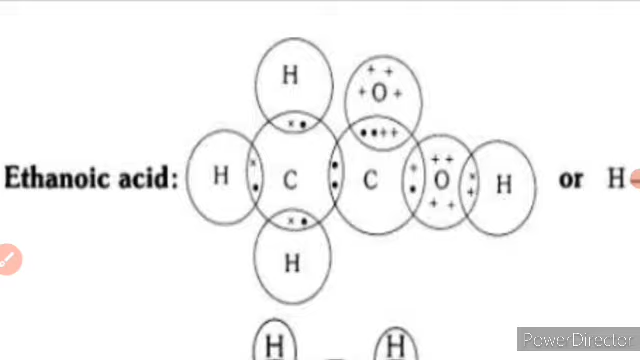 H
+ +
+ O +
× •
• • + +
Ethanoic acid: H × • C • • C + • + + O + + × + H or H
× •
H
H H
PowerDirector